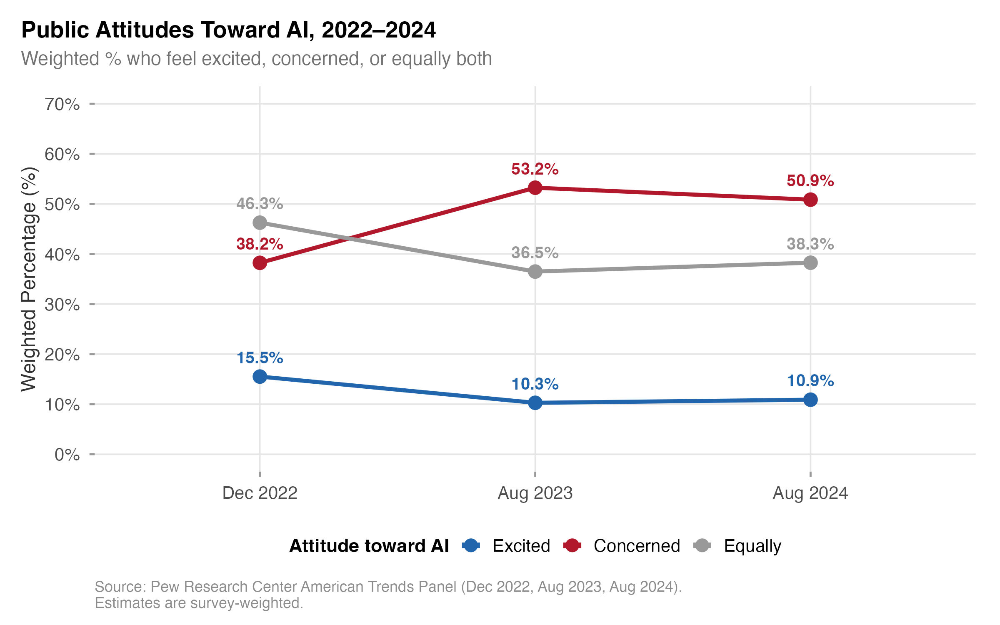 Public Attitudes Toward AI, 2022–2024
Weighted % who feel excited, concerned, or equally both
Weighted Percentage (%)
70%
60%
50%
40%
30%
20%
10%
0%
53.2%
50.9%
46.3%
38.2%
36.5%
38.3%
15.5%
10.3%
10.9%
Dec 2022
Aug 2023
Aug 2024
Attitude toward AI
Excited
Concerned
Equally
Source: Pew Research Center American Trends Panel (Dec 2022, Aug 2023, Aug 2024).
Estimates are survey-weighted.